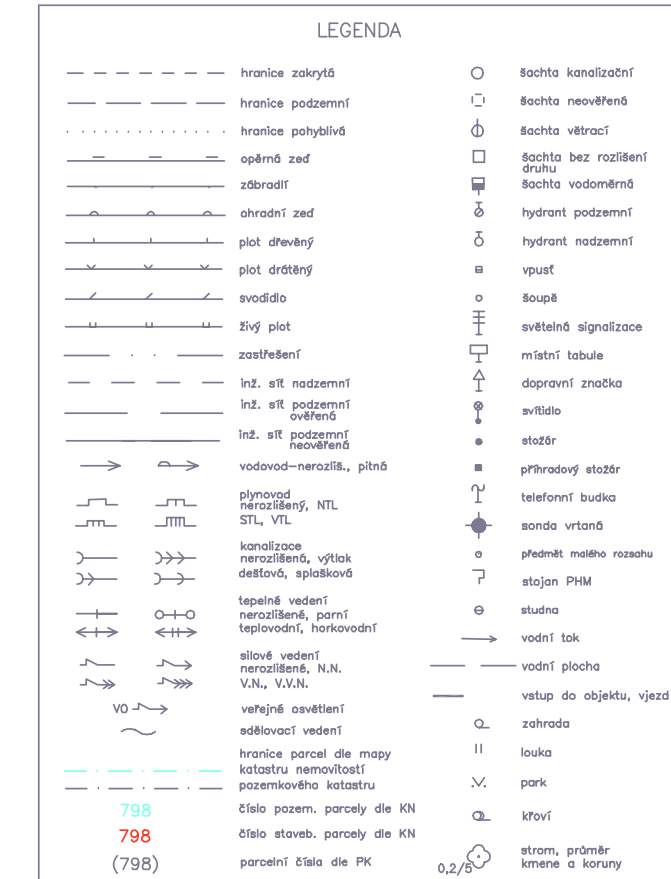 LEGENDA
hranice zakrytá
hranice podzemní
hranice pohyblivá
opěrná zeď
zábradlí
ohradní zeď
plot dřevěný
plot drátěný
svodidlo
živý plot
zastřešení
inž. síť nadzemní
inž. síť podzemní
ověřená
inž. síť podzemní
neověřená
vodovod–nerozliš., pitná
plynovod
nerozlišený, NTL
STL, VTL
kanalizace
nerozlišená, výtlak
dešťová, splašková
tepelné vedení
nerozlišené, parní
teplovodní, horkovodní
silové vedení
nerozlišené, N.N.
V.N., V.V.N.
VO veřejné osvětlení
sdělovací vedení
hranice parcel dle mapy
katastru nemovitostí
pozemkového katastru
798 číslo pozem. parcely dle KN
798 číslo staveb. parcely dle KN
(798) parcelní čísla dle PK
šachta kanalizační
šachta neověřená
šachta větrací
šachta bez rozlišení
druhu
šachta vodoměrná
hydrant podzemní
hydrant nadzemní
vpusť
šoupě
světelná signalizace
místní tabule
dopravní značka
svítidlo
stožár
příhradový stožár
telefonní budka
sonda vrtaná
předmět malého rozsahu
stojan PHM
studna
vodní tok
vodní plocha
vstup do objektu, vjezd
zahrada
louka
park
křoví
strom, průměr
0,2/5 kmene a koruny